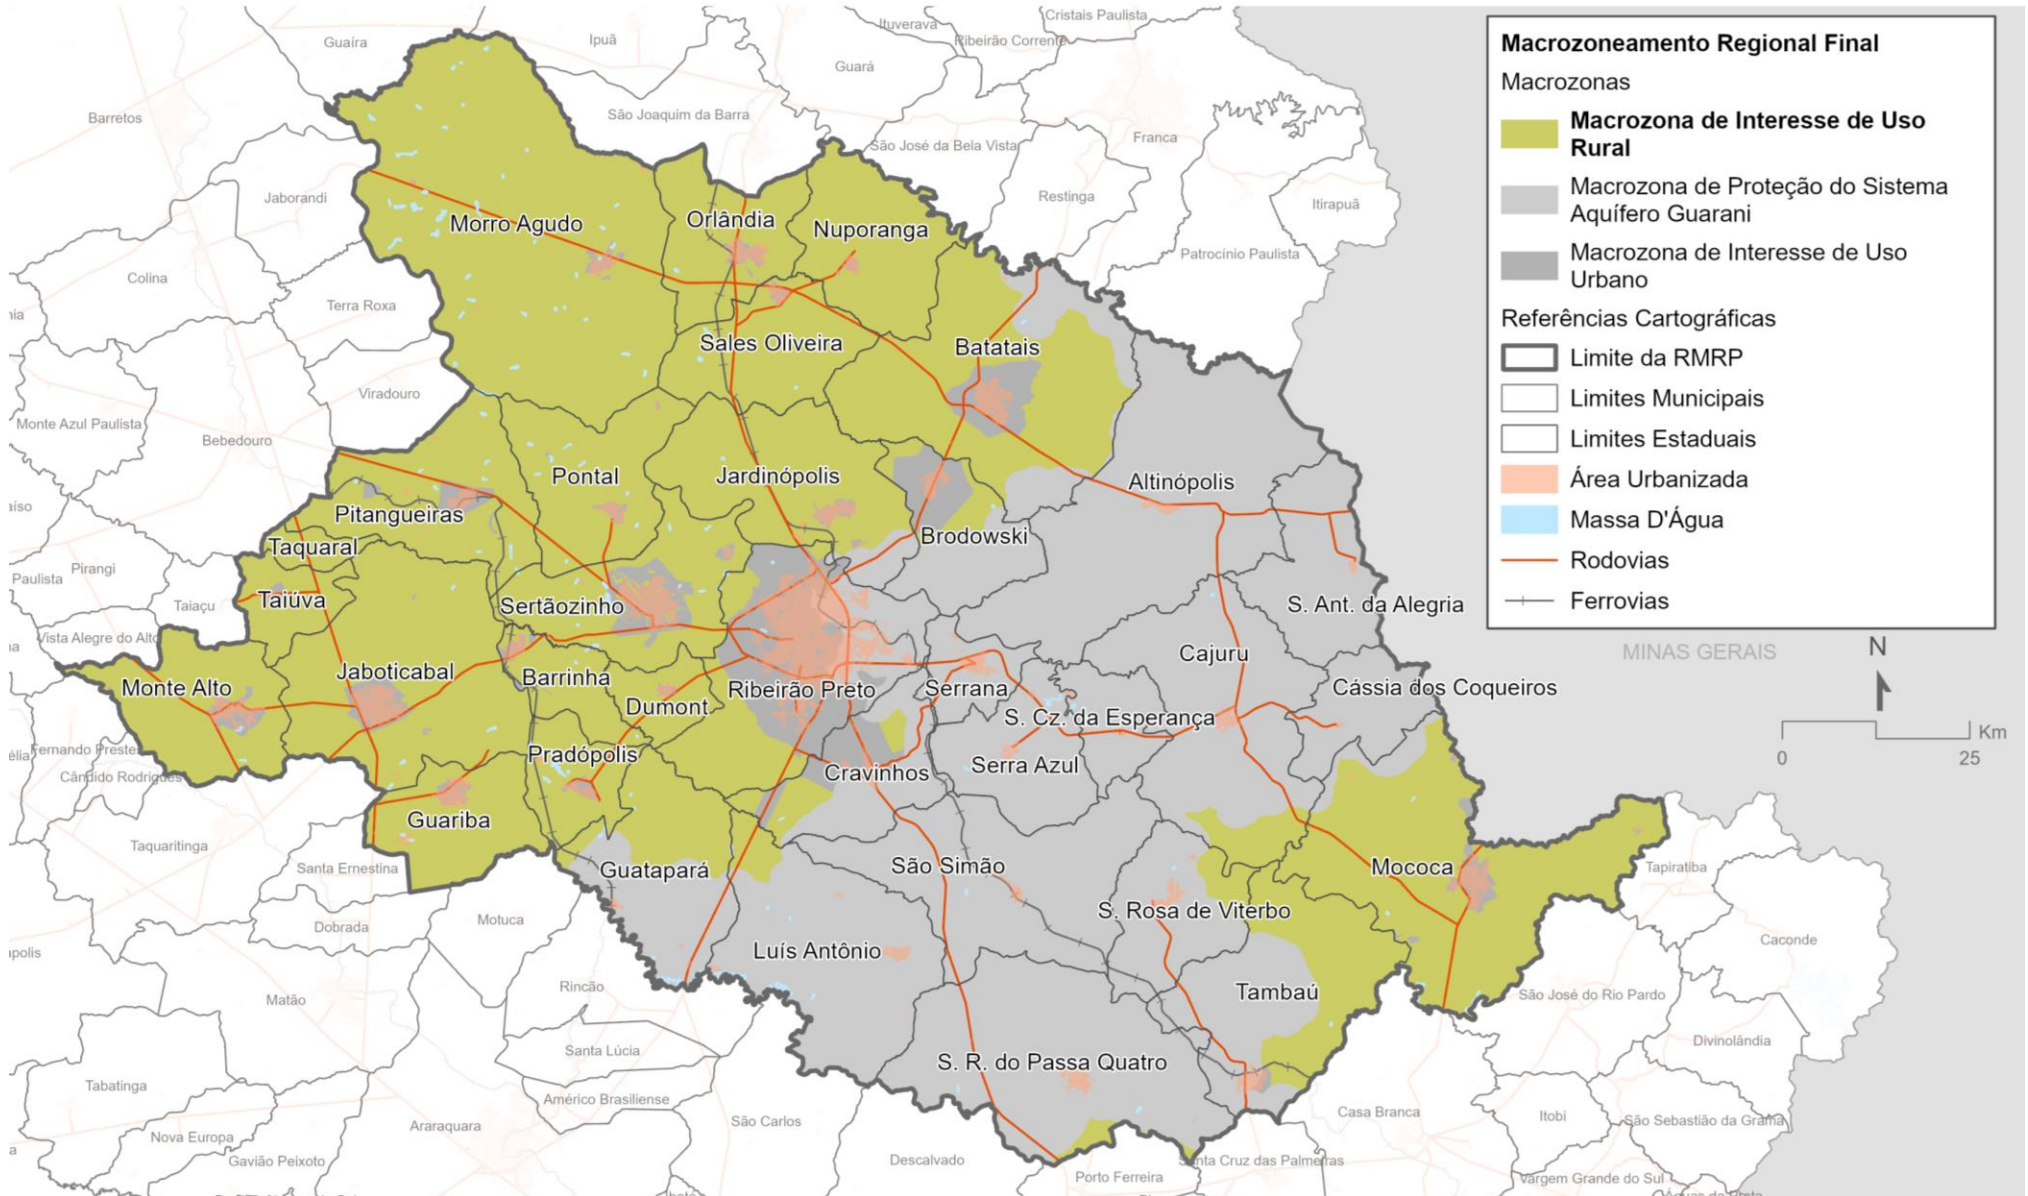 Macrozoneamento Regional Final
Macrozonas
Macrozona de Interesse de Uso
Rural
Macrozona de Proteção do Sistema
Aquífero Guarani
Macrozona de Interesse de Uso
Urbano
Referências Cartográficas
Limite da RMRP
Limites Municipais
Limites Estaduais
Área Urbanizada
Massa D'Água
Rodovias
Ferrovias
MINAS GERAIS
N
Km
0
25
Cristais Paulista
Ituverava
Ribeirão Corrente
Guaíra
Ipuã
Guará
Barretos
São Joaquim da Barra
Franca
São José da Bela Vista
Jaborandi
Restinga
Itirapuã
Morro Agudo
Orlândia
Nuporanga
Patrocínio Paulista
Colina
Terra Roxa
Sales Oliveira
Batatais
Viradouro
Monte Azul Paulista
Bebedouro
Pontal
Jardinópolis
Altinópolis
Pitangueiras
Brodowski
Taquaral
Paulista
Pirangi
Taiaçu
Taiúva
Sertãozinho
S. Ant. da Alegria
Vista Alegre do Alto
Cajuru
Jaboticabal
Barrinha
Monte Alto
Ribeirão Preto
Serrana
Cássia dos Coqueiros
Dumont
S. Cz. da Esperança
Pradópolis
Cravinhos
Serra Azul
Cândido Rodrigues
Guariba
Taquaritinga
Santa Ernestina
Guatapará
São Simão
Mococa
Tapiratiba
Motuca
Dobrada
S. Rosa de Viterbo
Luís Antônio
Caconde
Rincão
Matão
Tambaú
São José do Rio Pardo
Santa Lúcia
Divinolândia
S. R. do Passa Quatro
Tabatinga
Américo Brasiliense
Araraquara
São Carlos
Casa Branca
Itobi
São Sebastião da Grama
Nova Europa
Gavião Peixoto
Descalvado
Porto Ferreira
Santa Cruz das Palmeiras
Vargem Grande do Sul